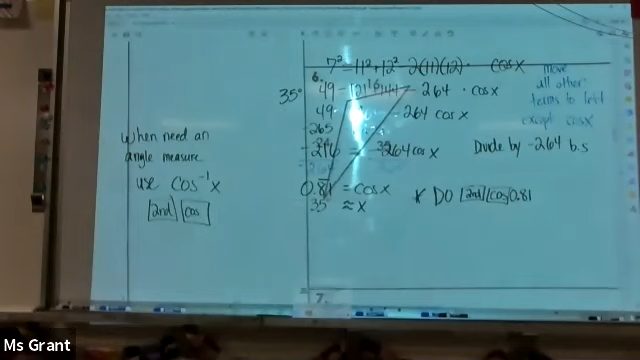 7² = 11² + 12² - 2(11)(12) · cos x
6.
35°
49 = 121 + 144 - 264 · cos x
49 - 264 cos x
-265
-216 = -264 cos x
0.81 = cos x
35 ≈ x
move
all other
terms to left
except cos x
Divide by -264 b.s
* DO 2nd cos 0.81
When need an
angle measure
use cos⁻¹x
2nd cos
7.
Ms Grant